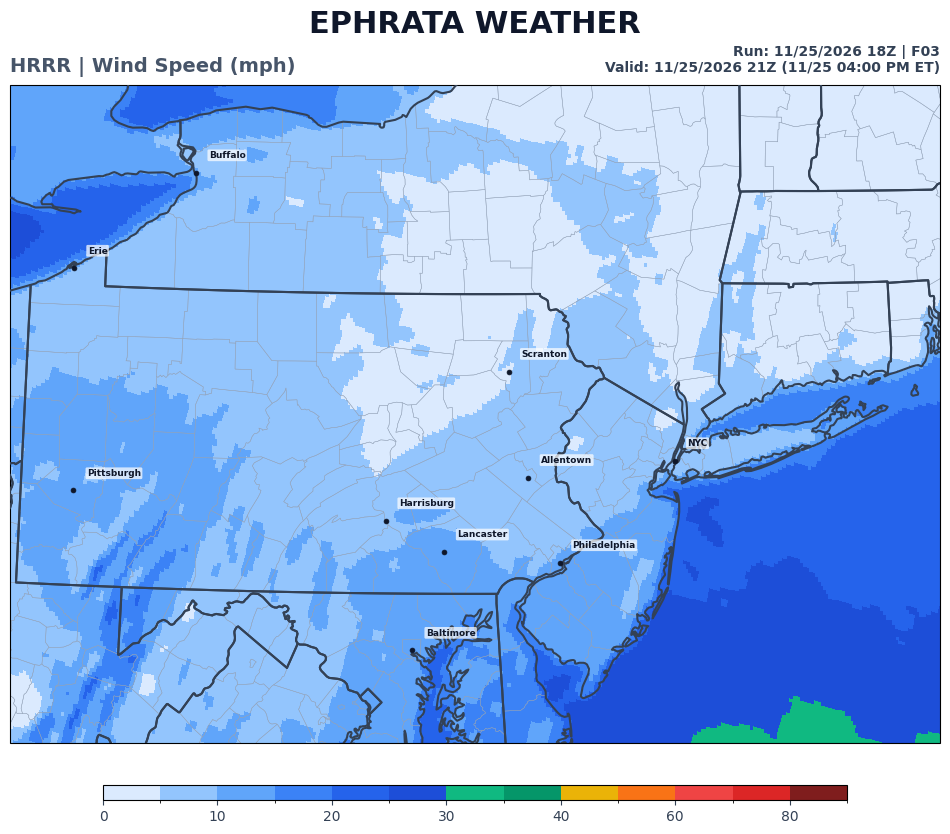 EPHRATA WEATHER
HRRR | Wind Speed (mph)
Run: 11/25/2026 18Z | F03
Valid: 11/25/2026 21Z (11/25 04:00 PM ET)
Buffalo
Erie
Scranton
NYC
Allentown
Pittsburgh
Harrisburg
Lancaster
Philadelphia
Baltimore
0 10 20 30 40 50 60 70 80